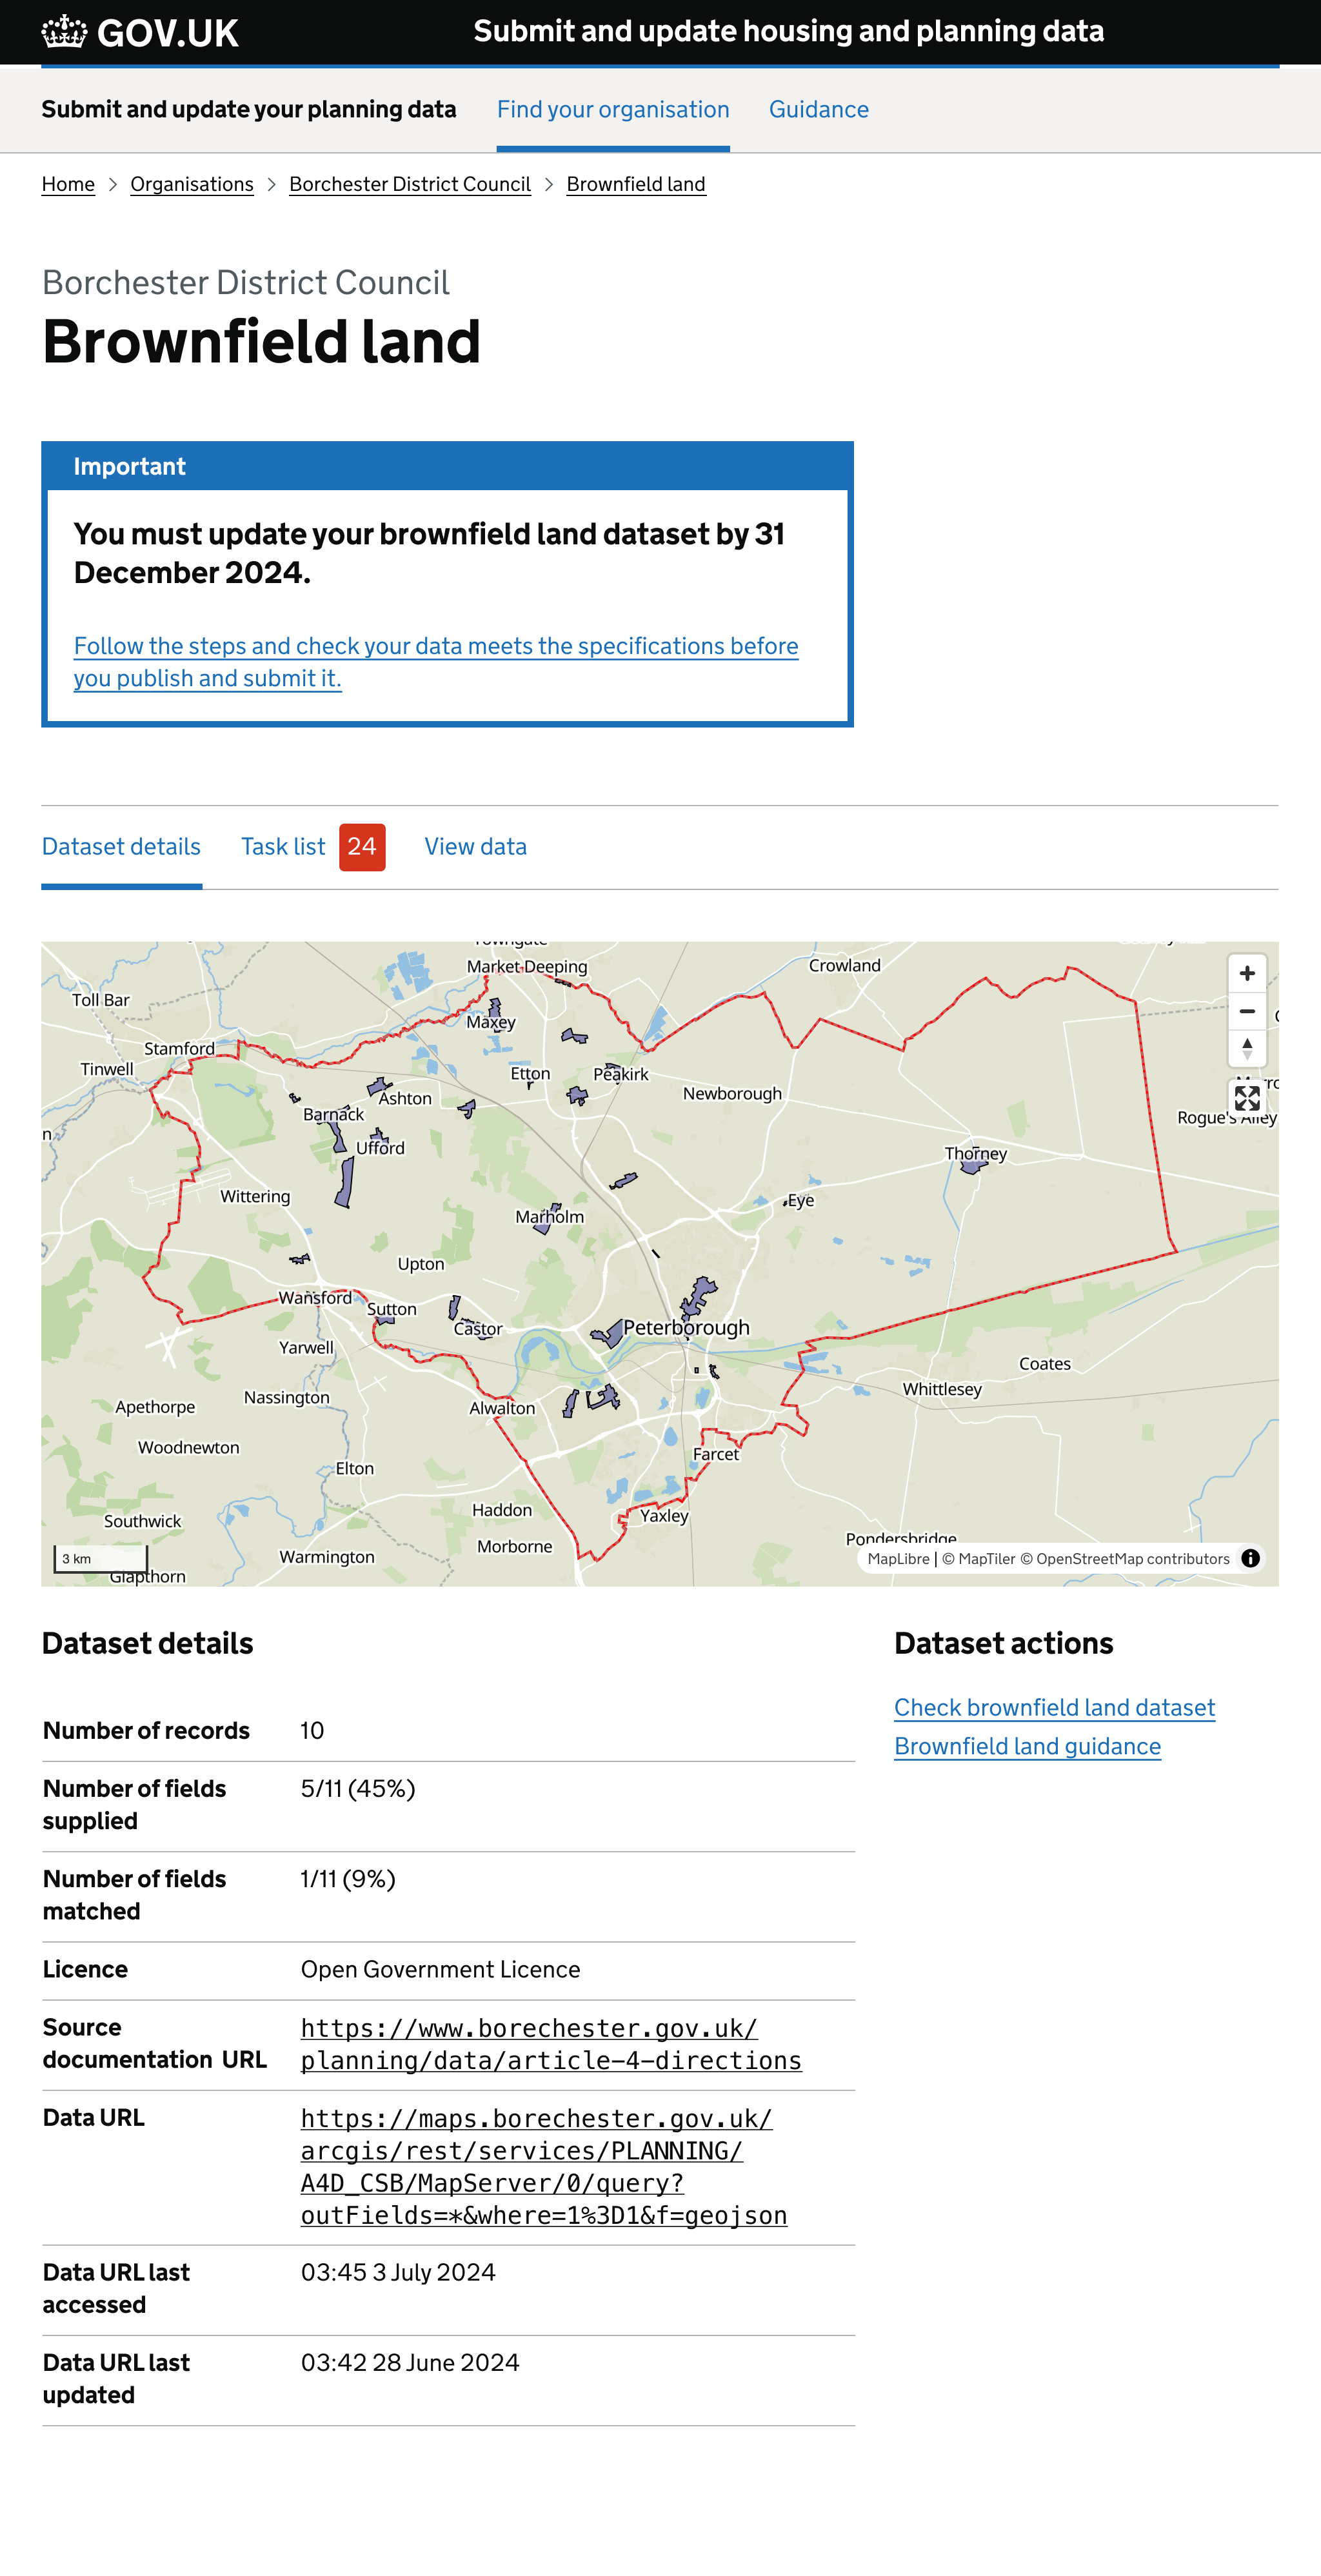 GOV.UK
Submit and update housing and planning data
Submit and update your planning data
Find your organisation
Guidance
Home
Organisations
Borchester District Council
Brownfield land
Borchester District Council
Brownfield land
Important
You must update your brownfield land dataset by 31
December 2024.
Follow the steps and check your data meets the specifications before
you publish and submit it.
Dataset details
Task list
24
View data
Market Deeping
Crowland
Toll Bar
Maxey
Stamford
Tinwell
Etton
Peakirk
Newborough
Ashton
Barnack
Rogue's Alley
Ufford
Thorney
Wittering
Eye
Marholm
Upton
Wansford
Sutton
Castor
Peterborough
Yarwell
Coates
Nassington
Whittlesey
Apethorpe
Alwalton
Woodnewton
Farcet
Elton
Haddon
Yaxley
Southwick
Morborne
Pondersbridge
Warmington
3 km
MapLibre | © MapTiler © OpenStreetMap contributors
Glapthorn
Dataset details
Number of records
10
Number of fields
supplied
5/11 (45%)
Number of fields
matched
1/11 (9%)
Licence
Open Government Licence
Source
documentation URL
https://www.borechester.gov.uk/
planning/data/article-4-directions
Data URL
https://maps.borechester.gov.uk/
arcgis/rest/services/PLANNING/
A4D_CSB/MapServer/0/query?
outFields=*&where=1%3D1&f=geojson
Data URL last
accessed
03:45 3 July 2024
Data URL last
updated
03:42 28 June 2024
Dataset actions
Check brownfield land dataset
Brownfield land guidance